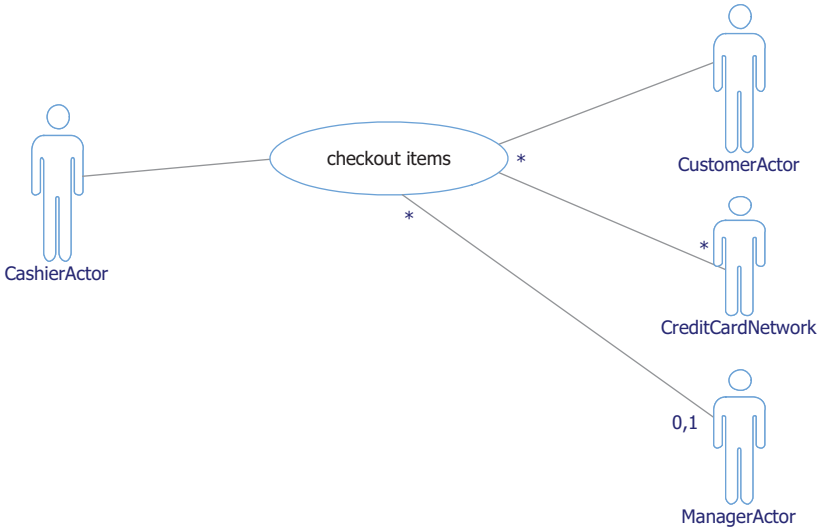 checkout items
*
*
CustomerActor
CashierActor
*
CreditCardNetwork
0,1
ManagerActor